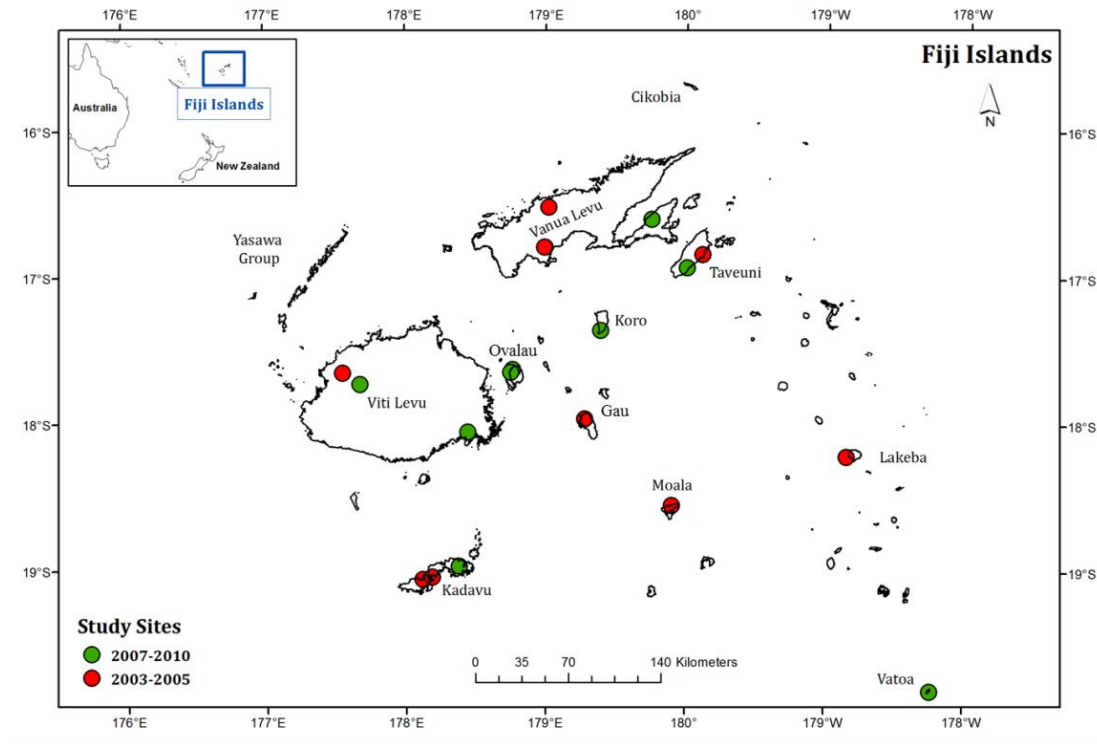 176°E 177°E 178°E 179°E 180° 179°W 178°W
Fiji Islands
Australia
Fiji Islands
New Zealand
N
Cikobia
16°S 16°S
Vanua Levu
Yasawa
Group
Taveuni
17°S 17°S
Koro
Ovalau
Viti Levu
Gau
18°S 18°S
Lakeba
Moala
19°S 19°S
Kadavu
Study Sites
2007-2010
2003-2005
0 35 70 140 Kilometers
Vatoa
176°E 177°E 178°E 179°E 180° 179°W 178°W